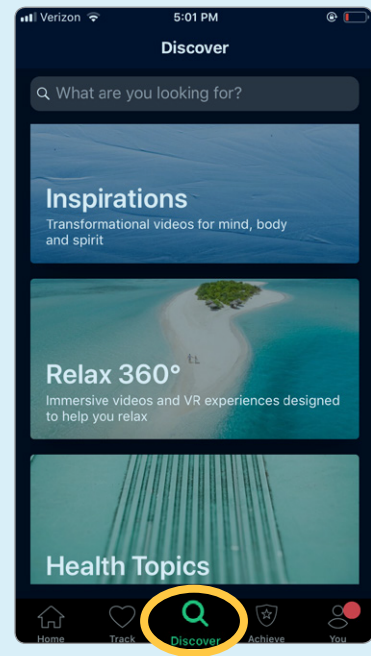 Verizon 5:01 PM
Discover
What are you looking for?
Inspirations
Transformational videos for mind, body
and spirit
Relax 360°
Immersive videos and VR experiences designed
to help you relax
Health Topics
Home Track Discover Achieve You